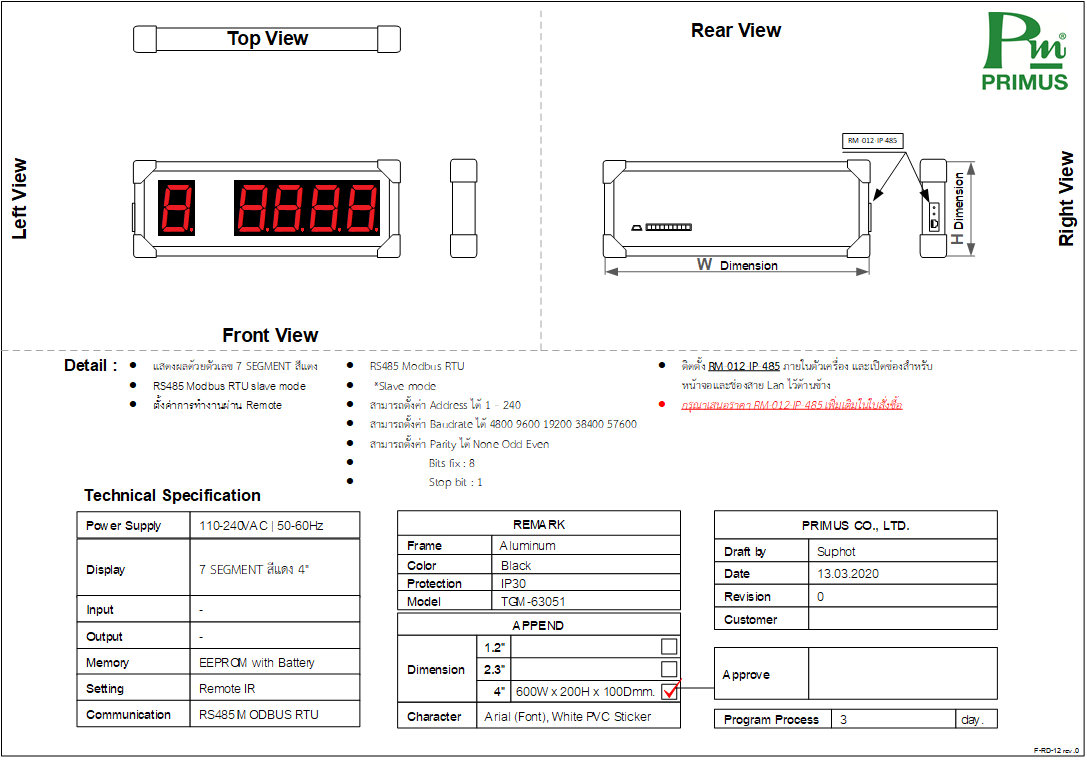 Top View
Rear View
Pm®
PRIMUS
Left View
8. 8.8.8.8.
RM 012 IP 485
H Dimension
Right View
W Dimension
Front View
Detail :
● แสดงผลด้วยตัวเลข 7 SEGMENT สีแดง
● RS485 Modbus RTU slave mode
● ตั้งค่าการทำงานผ่าน Remote
● RS485 Modbus RTU
● *Slave mode
● สามารถตั้งค่า Address ได้ 1 - 240
● สามารถตั้งค่า Baudrate ได้ 4800 9600 19200 38400 57600
● สามารถตั้งค่า Parity ได้ None Odd Even
● Bits fix : 8
● Stop bit : 1
● ติดตั้ง RM 012 IP 485 ภายในตัวเครื่อง และเปิดช่องสำหรับ
หน้าจอและช่องสาย Lan ไว้ด้านข้าง
● กรุณาเสนอราคา RM 012 IP 485 เพิ่มเติมในใบสั่งซื้อ
Technical Specification
Power Supply 110-240VAC | 50-60Hz
Display 7 SEGMENT สีแดง 4"
Input -
Output -
Memory EEPROM with Battery
Setting Remote IR
Communication RS485 MODBUS RTU
REMARK
Frame Aluminum
Color Black
Protection IP30
Model TGM-63051
APPEND
Dimension
1.2"
2.3"
4" 600W x 200H x 100Dmm.
Character Arial (Font), White PVC Sticker
PRIMUS CO., LTD.
Draft by Suphot
Date 13.03.2020
Revision 0
Customer
Approve
Program Process 3 day.
F-RD-12 rev.0